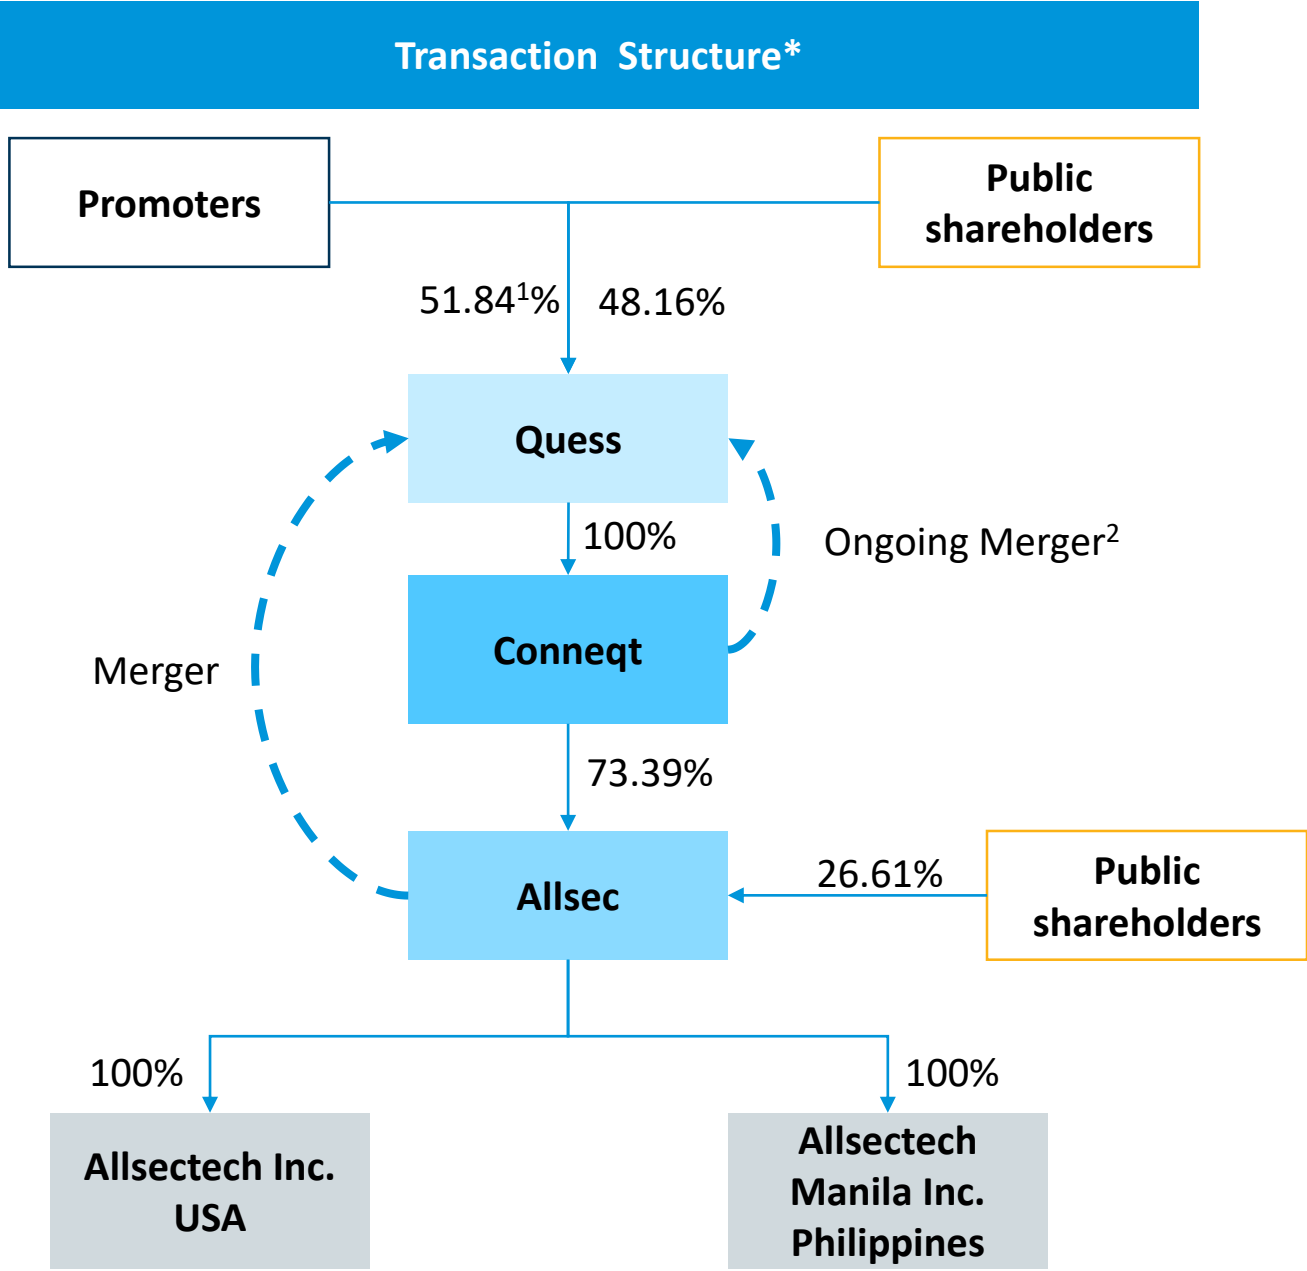 Transaction  Structure*
Promoters
Public
shareholders
51.84¹%
48.16%
Quess
100%
Ongoing Merger²
Conneqt
Merger
73.39%
Allsec
26.61%
Public
shareholders
100%
100%
Allsectech Inc.
USA
Allsectech
Manila Inc.
Philippines